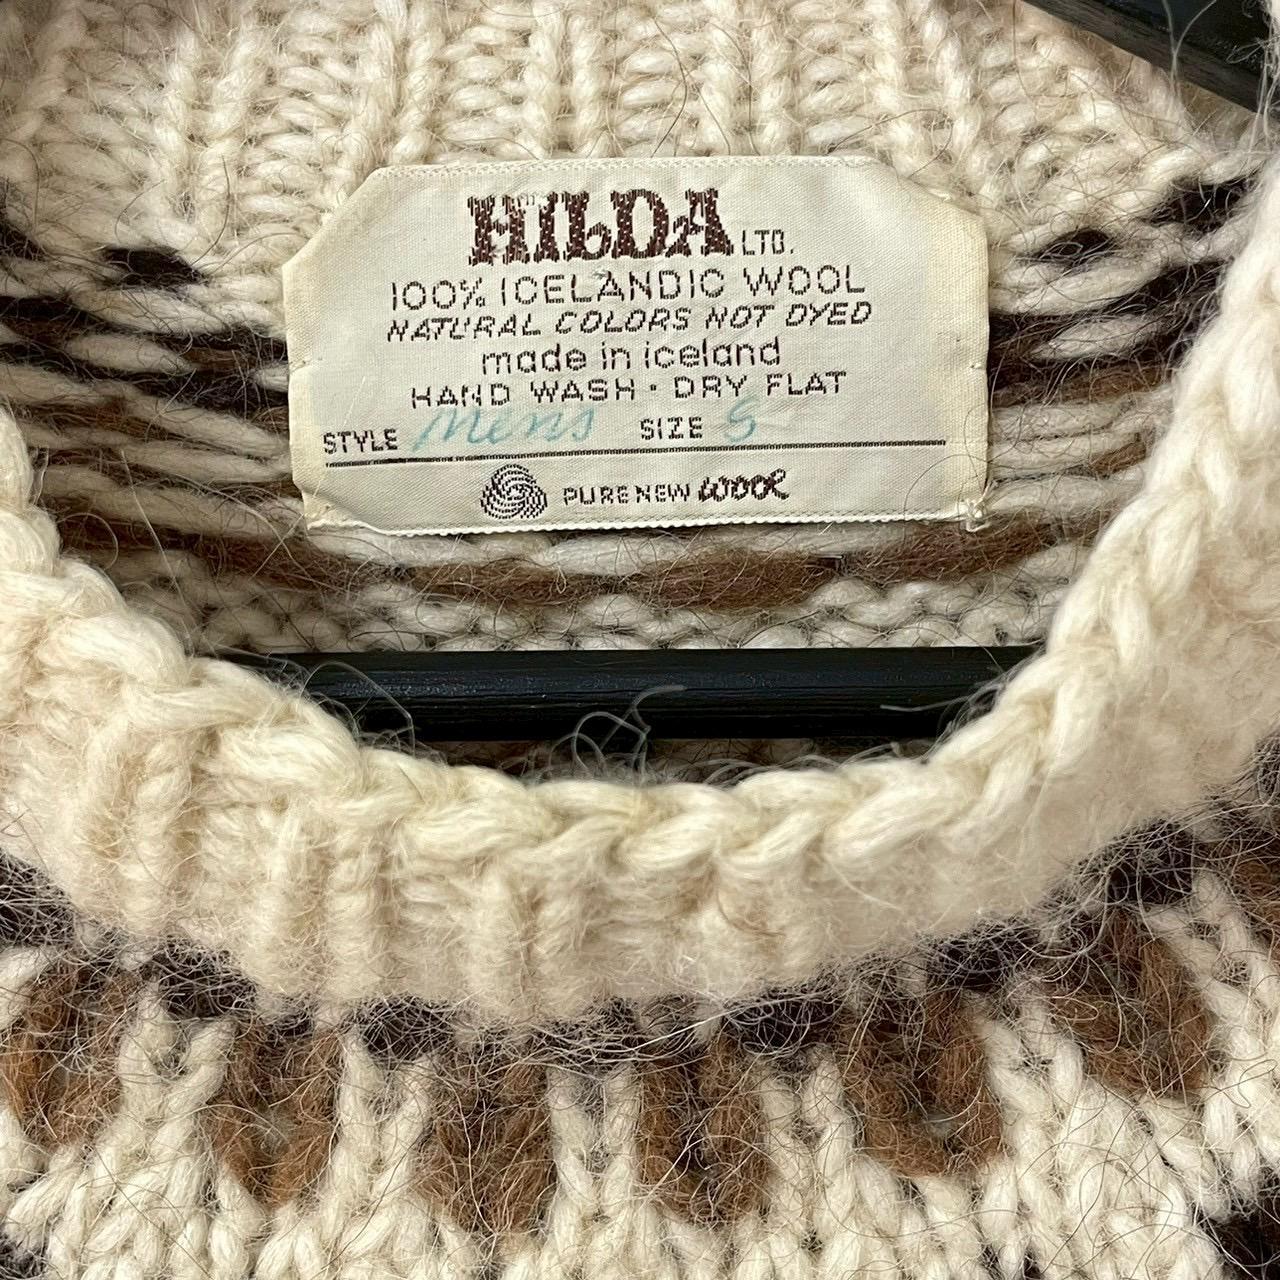 HILDA LTD.
100% ICELANDIC WOOL
NATURAL COLORS NOT DYED
made in iceland
HAND WASH · DRY FLAT
STYLE Mens SIZE S
PURE NEW WOOL